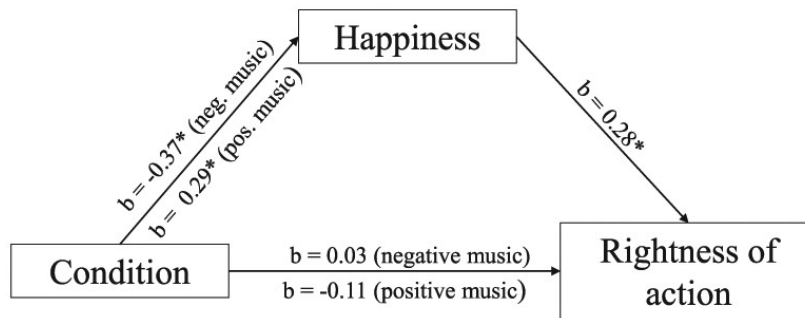 Happiness
b = -0.37* (neg. music)
b = 0.29* (pos. music)
b = 0.28*
Condition
b = 0.03 (negative music)
b = -0.11 (positive music)
Rightness of
action